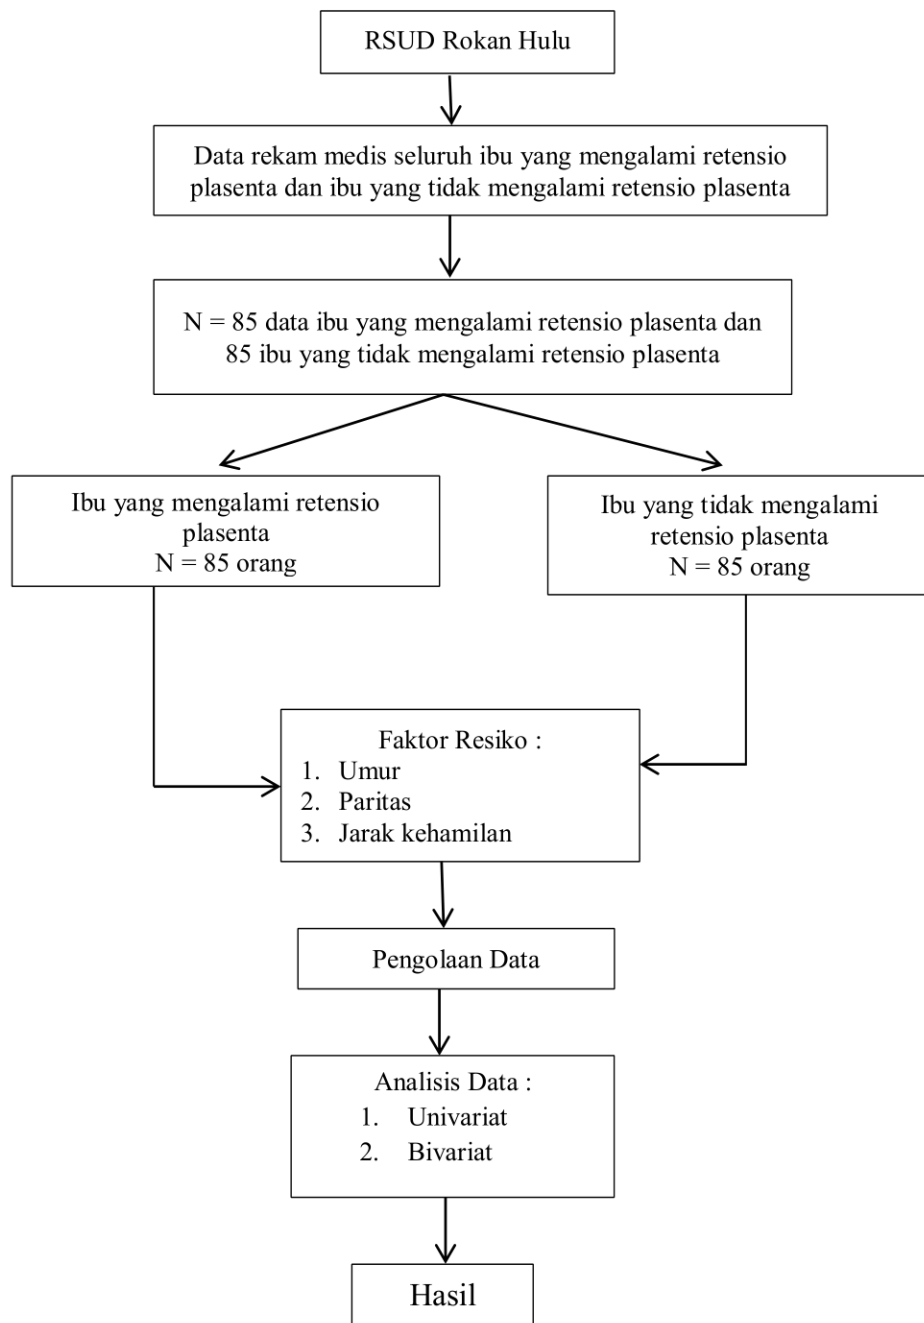 RSUD Rokan Hulu
Data rekam medis seluruh ibu yang mengalami retensio
plasenta dan ibu yang tidak mengalami retensio plasenta
N = 85 data ibu yang mengalami retensio plasenta dan
85 ibu yang tidak mengalami retensio plasenta
Ibu yang mengalami retensio
plasenta
N = 85 orang
Ibu yang tidak mengalami
retensio plasenta
N = 85 orang
Faktor Resiko :
1. Umur
2. Paritas
3. Jarak kehamilan
Pengolaan Data
Analisis Data :
1. Univariat
2. Bivariat
Hasil